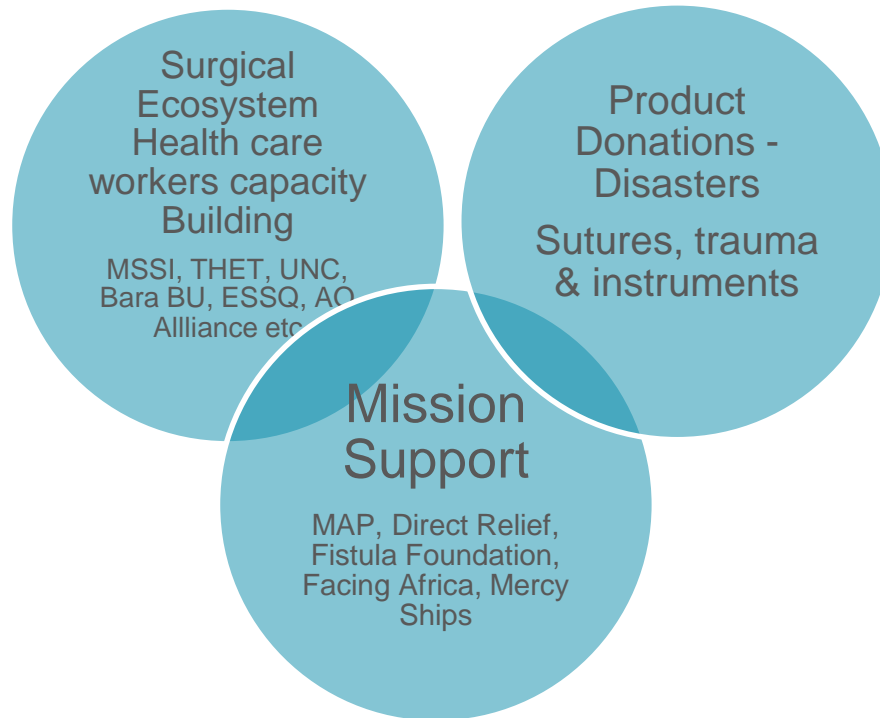 Surgical
Ecosystem
Health care
workers capacity
Building
MSSI, THET, UNC,
Bara BU, ESSQ, AO
Allliance etc
Product
Donations -
Disasters
Sutures, trauma
& instruments
Mission
Support
MAP, Direct Relief,
Fistula Foundation,
Facing Africa, Mercy
Ships